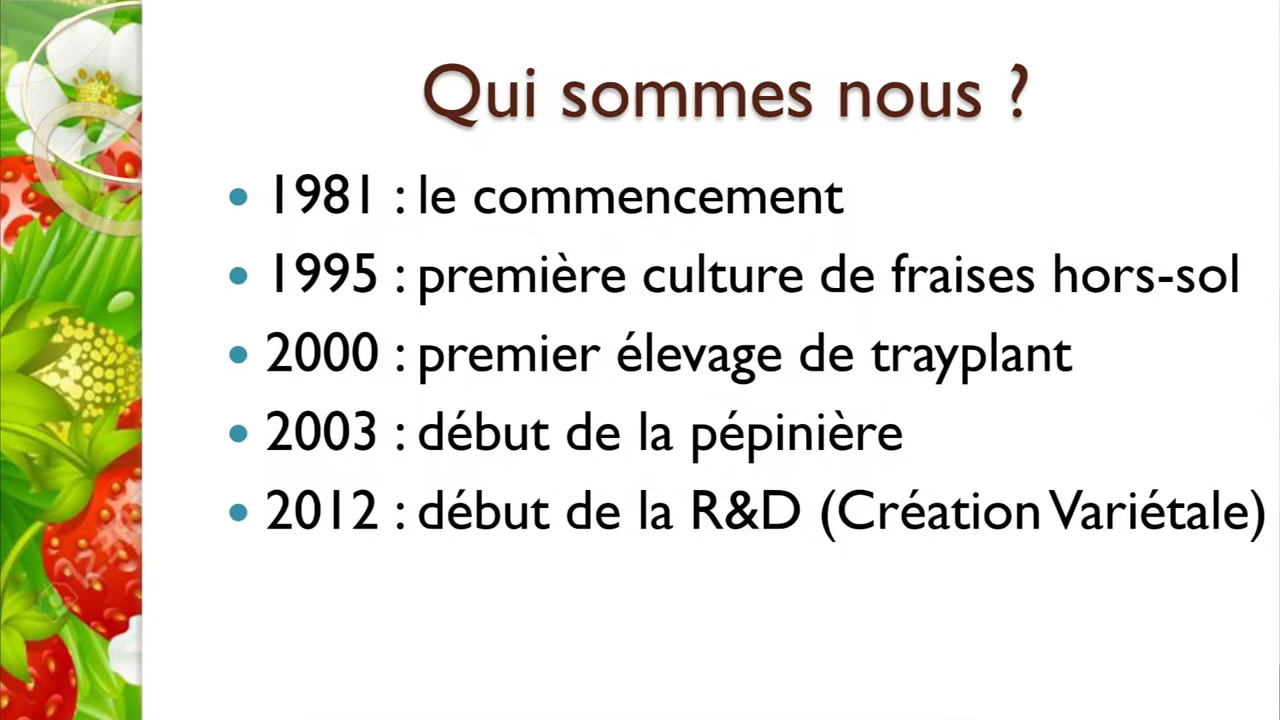 Qui sommes nous ?
• 1981 : le commencement
• 1995 : première culture de fraises hors-sol
• 2000 : premier élevage de trayplant
• 2003 : début de la pépinière
• 2012 : début de la R&D (Création Variétale)